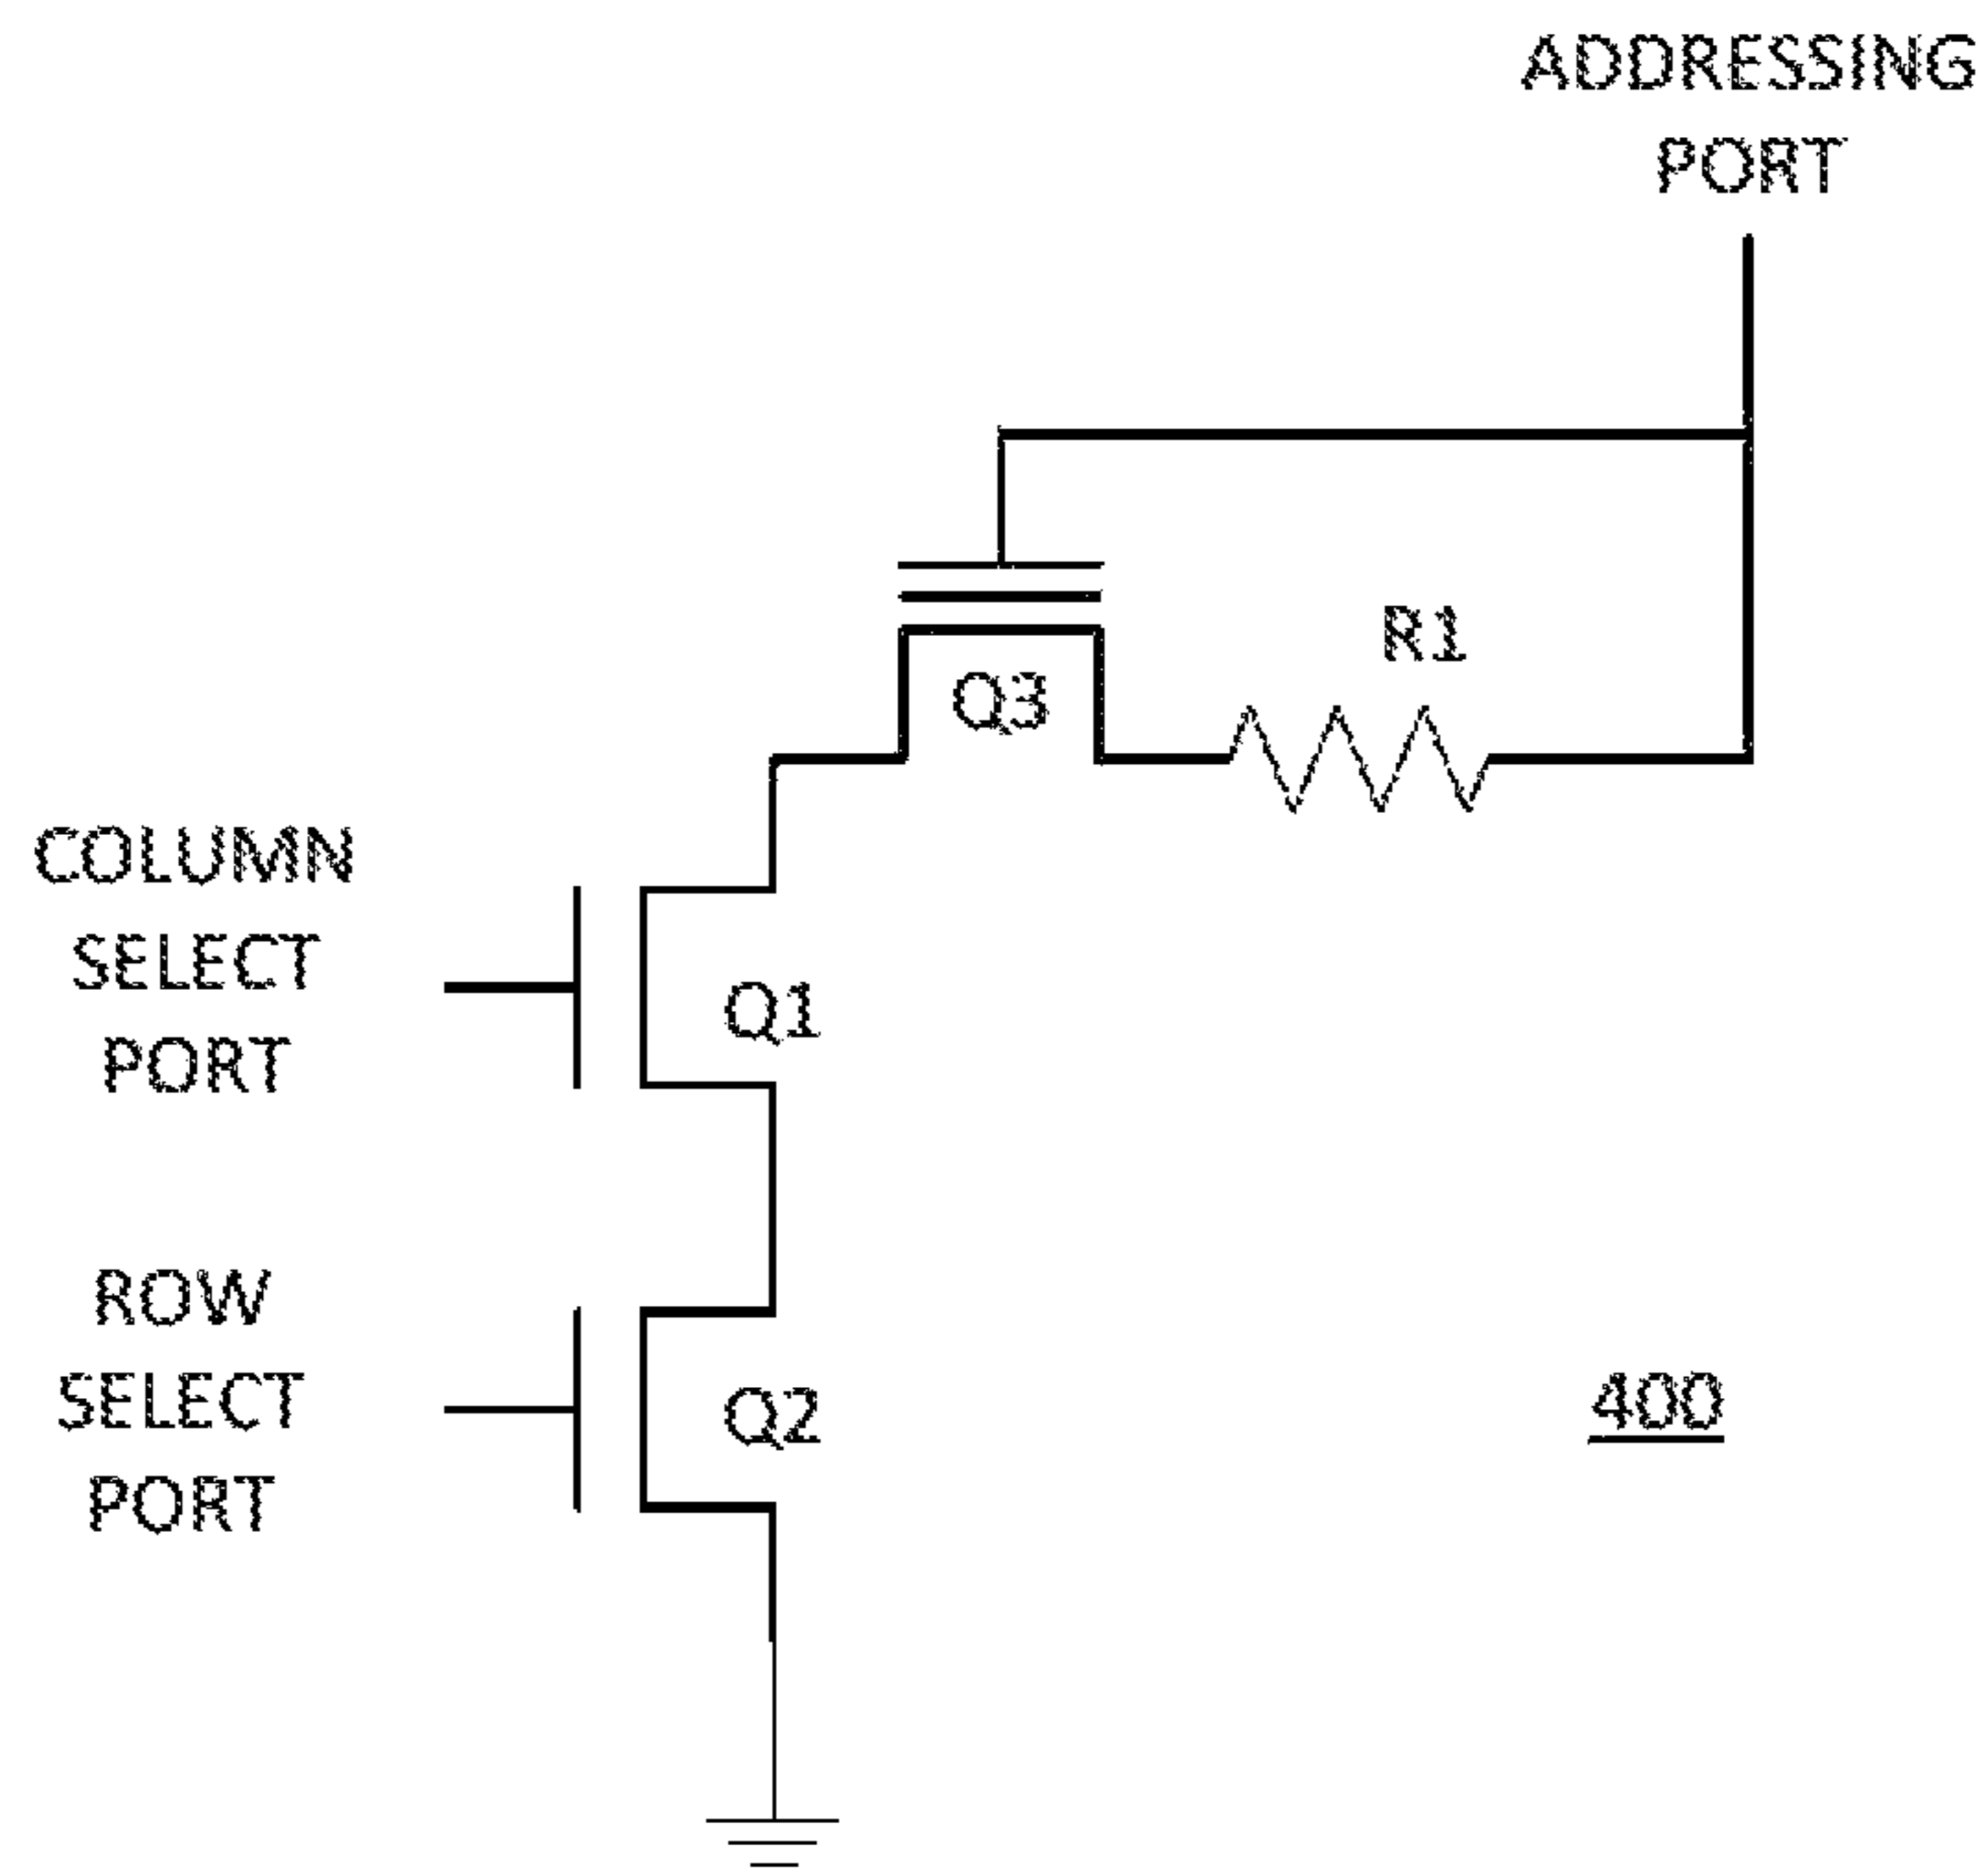 ADDRESSING
PORT
R1
Q3
COLUMN
SELECT
PORT
Q1
ROW
SELECT
PORT
Q2
400